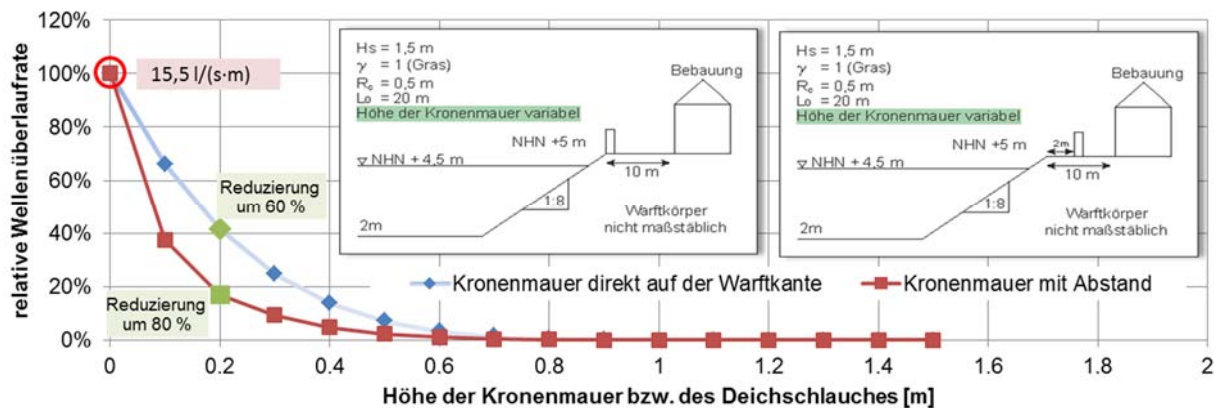 120%
100%
80%
60%
40%
20%
0%
relative Wellenüberlaufrate
15,5 l/(s·m)
Reduzierung
um 60 %
Reduzierung
um 80 %
Hs = 1,5 m
γ = 1 (Gras)
Rc = 0,5 m
L₀ = 20 m
Höhe der Kronenmauer variabel
Bebauung
NHN +5 m
NHN + 4,5 m
10 m
1:8
2m
Warftkörper
nicht maßstäblich
Hs = 1,5 m
γ = 1 (Gras)
Rc = 0,5 m
L₀ = 20 m
Höhe der Kronenmauer variabel
Bebauung
NHN +5 m
2m
NHN + 4,5 m
10 m
1:8
2m
Warftkörper
nicht maßstäblich
Kronenmauer direkt auf der Warftkante
Kronenmauer mit Abstand
0 0.2 0.4 0.6 0.8 1 1.2 1.4 1.6 1.8 2
Höhe der Kronenmauer bzw. des Deichschlauches [m]